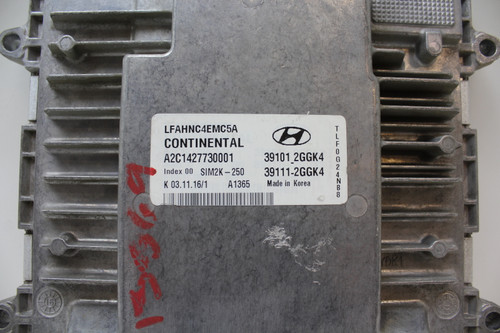 LFAHNC4EMC5A
CONTINENTAL
A2C1427730001
Index 00 SIM2K-250
K 03.11.16/1 A1365
39101 2GGK4
39111-2GGK4
Made in Korea
TLF0024N88